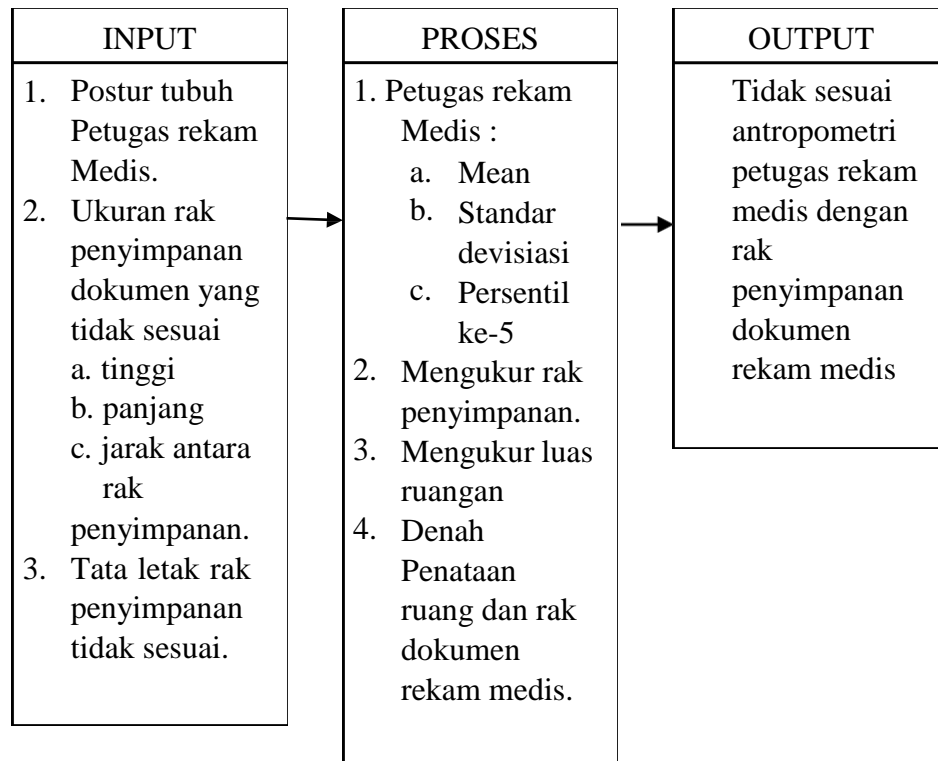 INPUT
1. Postur tubuh
Petugas rekam
Medis.
2. Ukuran rak
penyimpanan
dokumen yang
tidak sesuai
a. tinggi
b. panjang
c. jarak antara
rak
penyimpanan.
3. Tata letak rak
penyimpanan
tidak sesuai.
PROSES
1. Petugas rekam
Medis :
a. Mean
b. Standar
devisiasi
c. Persentil
ke-5
2. Mengukur rak
penyimpanan.
3. Mengukur luas
ruangan
4. Denah
Penataan
ruang dan rak
dokumen
rekam medis.
OUTPUT
Tidak sesuai
antropometri
petugas rekam
medis dengan
rak
penyimpanan
dokumen
rekam medis